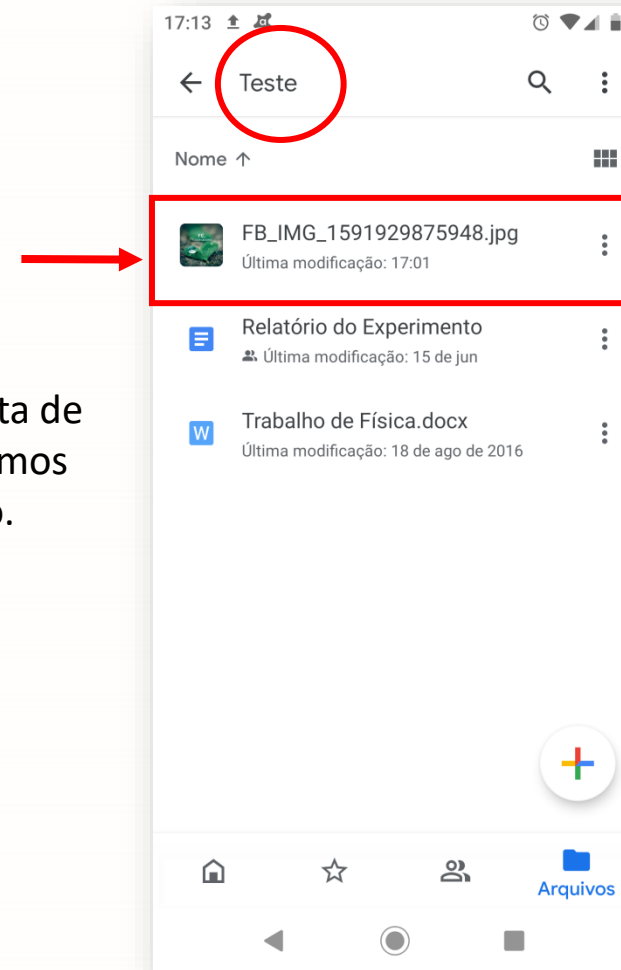 17:13
Teste
Nome
FB_IMG_1591929875948.jpg
Última modificação: 17:01
Relatório do Experimento
Última modificação: 15 de jun
W
Trabalho de Física.docx
Última modificação: 18 de ago de 2016
ta de
mos
o.
Arquivos